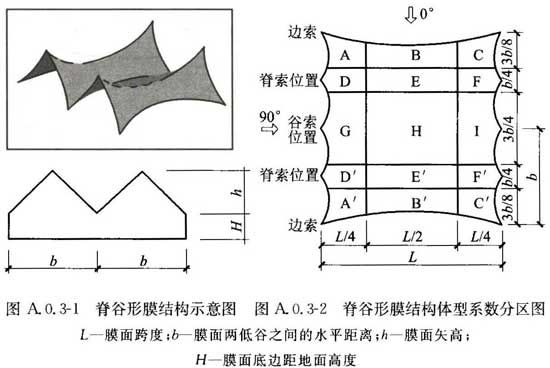 0°
边索
A B C
3b/8
脊索位置
D E F
b/4
90°
谷索
位置
G H I
3b/4
b
脊索位置
D′ E′ F′
b/4
边索
A′ B′ C′
3b/8
L/4 L/2 L/4
L
h
H
b b
图 A.0.3-1 脊谷形膜结构示意图 图 A.0.3-2 脊谷形膜结构体型系数分区图
L—膜面跨度;b—膜面两低谷之间的水平距离;h—膜面矢高;
H—膜面底边距地面高度